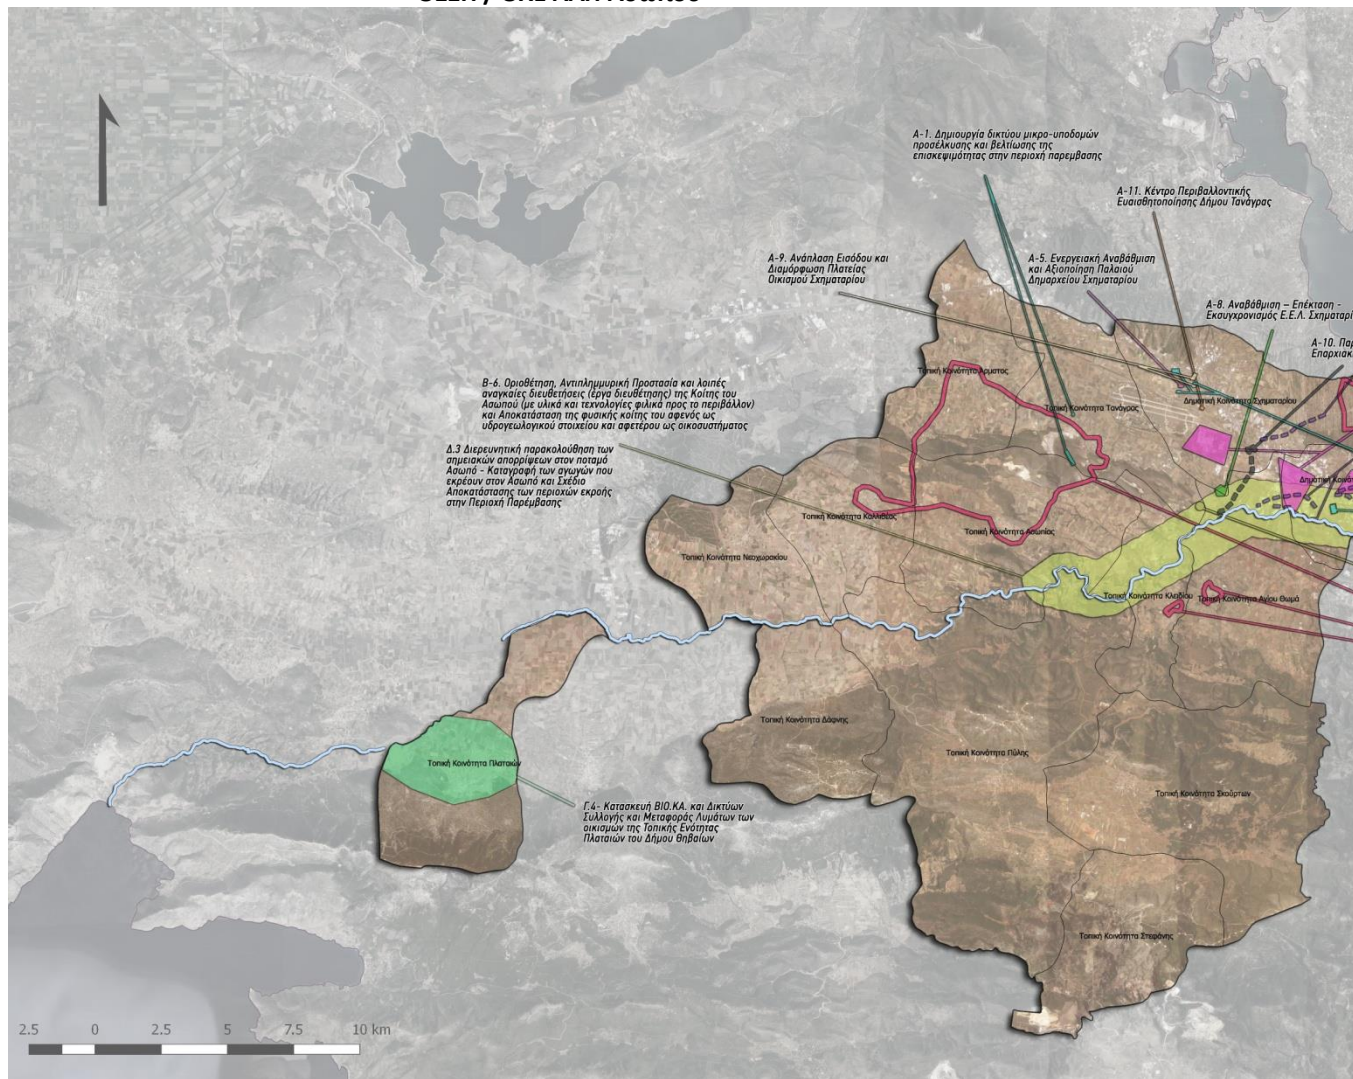 Α-1. Δημιουργία δικτύου μικρο-υποδομών
προσέλκυσης και βελτίωσης της
επισκεψιμότητας στην περιοχή παρεμβασης
Α-11. Κέντρο Περιβαλλοντικής
Ευαισθητοποίησης Δήμου Τανάγρας
Α-9. Ανάπλαση Εισόδου και
Διαμόρφωση Πλατείας
Οικισμού Σχηματαρίου
Α-5. Ενεργειακή Αναβάθμιση
και Αξιοποίηση Παλαιού
Δημαρχείου Σχηματαρίου
Α-8. Αναβάθμιση – Επέκταση -
Εκσυγχρονισμός Ε.Ε.Λ. Σχηματαρί
Α-10. Παρ
Επαρχιακ
Β-6. Οριοθέτηση, Αντιπλημμυρική Προστασία και λοιπές
αναγκαίες διευθετήσεις (έργα διευθέτησης) της Κοίτης του
Ασωπού (με υλικά και τεχνολογίες φιλικά προς το περιβάλλον)
και Αποκατάσταση της φυσικής κοίτης του αφενός ως
υδρογεωλογικού στοιχείου και αφετέρου ως οικοσυστήματος
Δ.3 Διερευνητική παρακολούθηση των
σημειακών απορρίψεων στον ποταμό
Ασωπό - Καταγραφή των αγωγών που
εκρέουν στον Ασωπό και Σχέδιο
Αποκατάστασης των περιοχών εκροής
στην Περιοχή Παρέμβασης
Τοπική Κοινότητα Άρματος
Τοπική Κοινότητα Τανάγρας
Δημοτική Κοινότητα Σχηματαρίου
Δημοτική Κοινότ
Τοπική Κοινότητα Καλλιθέας
Τοπική Κοινότητα Ασωπίας
Τοπική Κοινότητα Νεοχωρακίου
Τοπική Κοινότητα Κλειδίου
Τοπική Κοινότητα Αγίου Θωμά
Τοπική Κοινότητα Δάφνης
Τοπική Κοινότητα Πύλης
Τοπική Κοινότητα Πλαταιών
Τοπική Κοινότητα Σκούρτων
Γ.4- Κατασκευή ΒΙΟ.ΚΑ. και Δικτύων
Συλλογής και Μεταφοράς Λυμάτων των
οικισμών της Τοπικής Ενότητας
Πλαταιών του Δήμου Θηβαίων
Τοπική Κοινότητα Στεφάνης
2.5 0 2.5 5 7.5 10 km